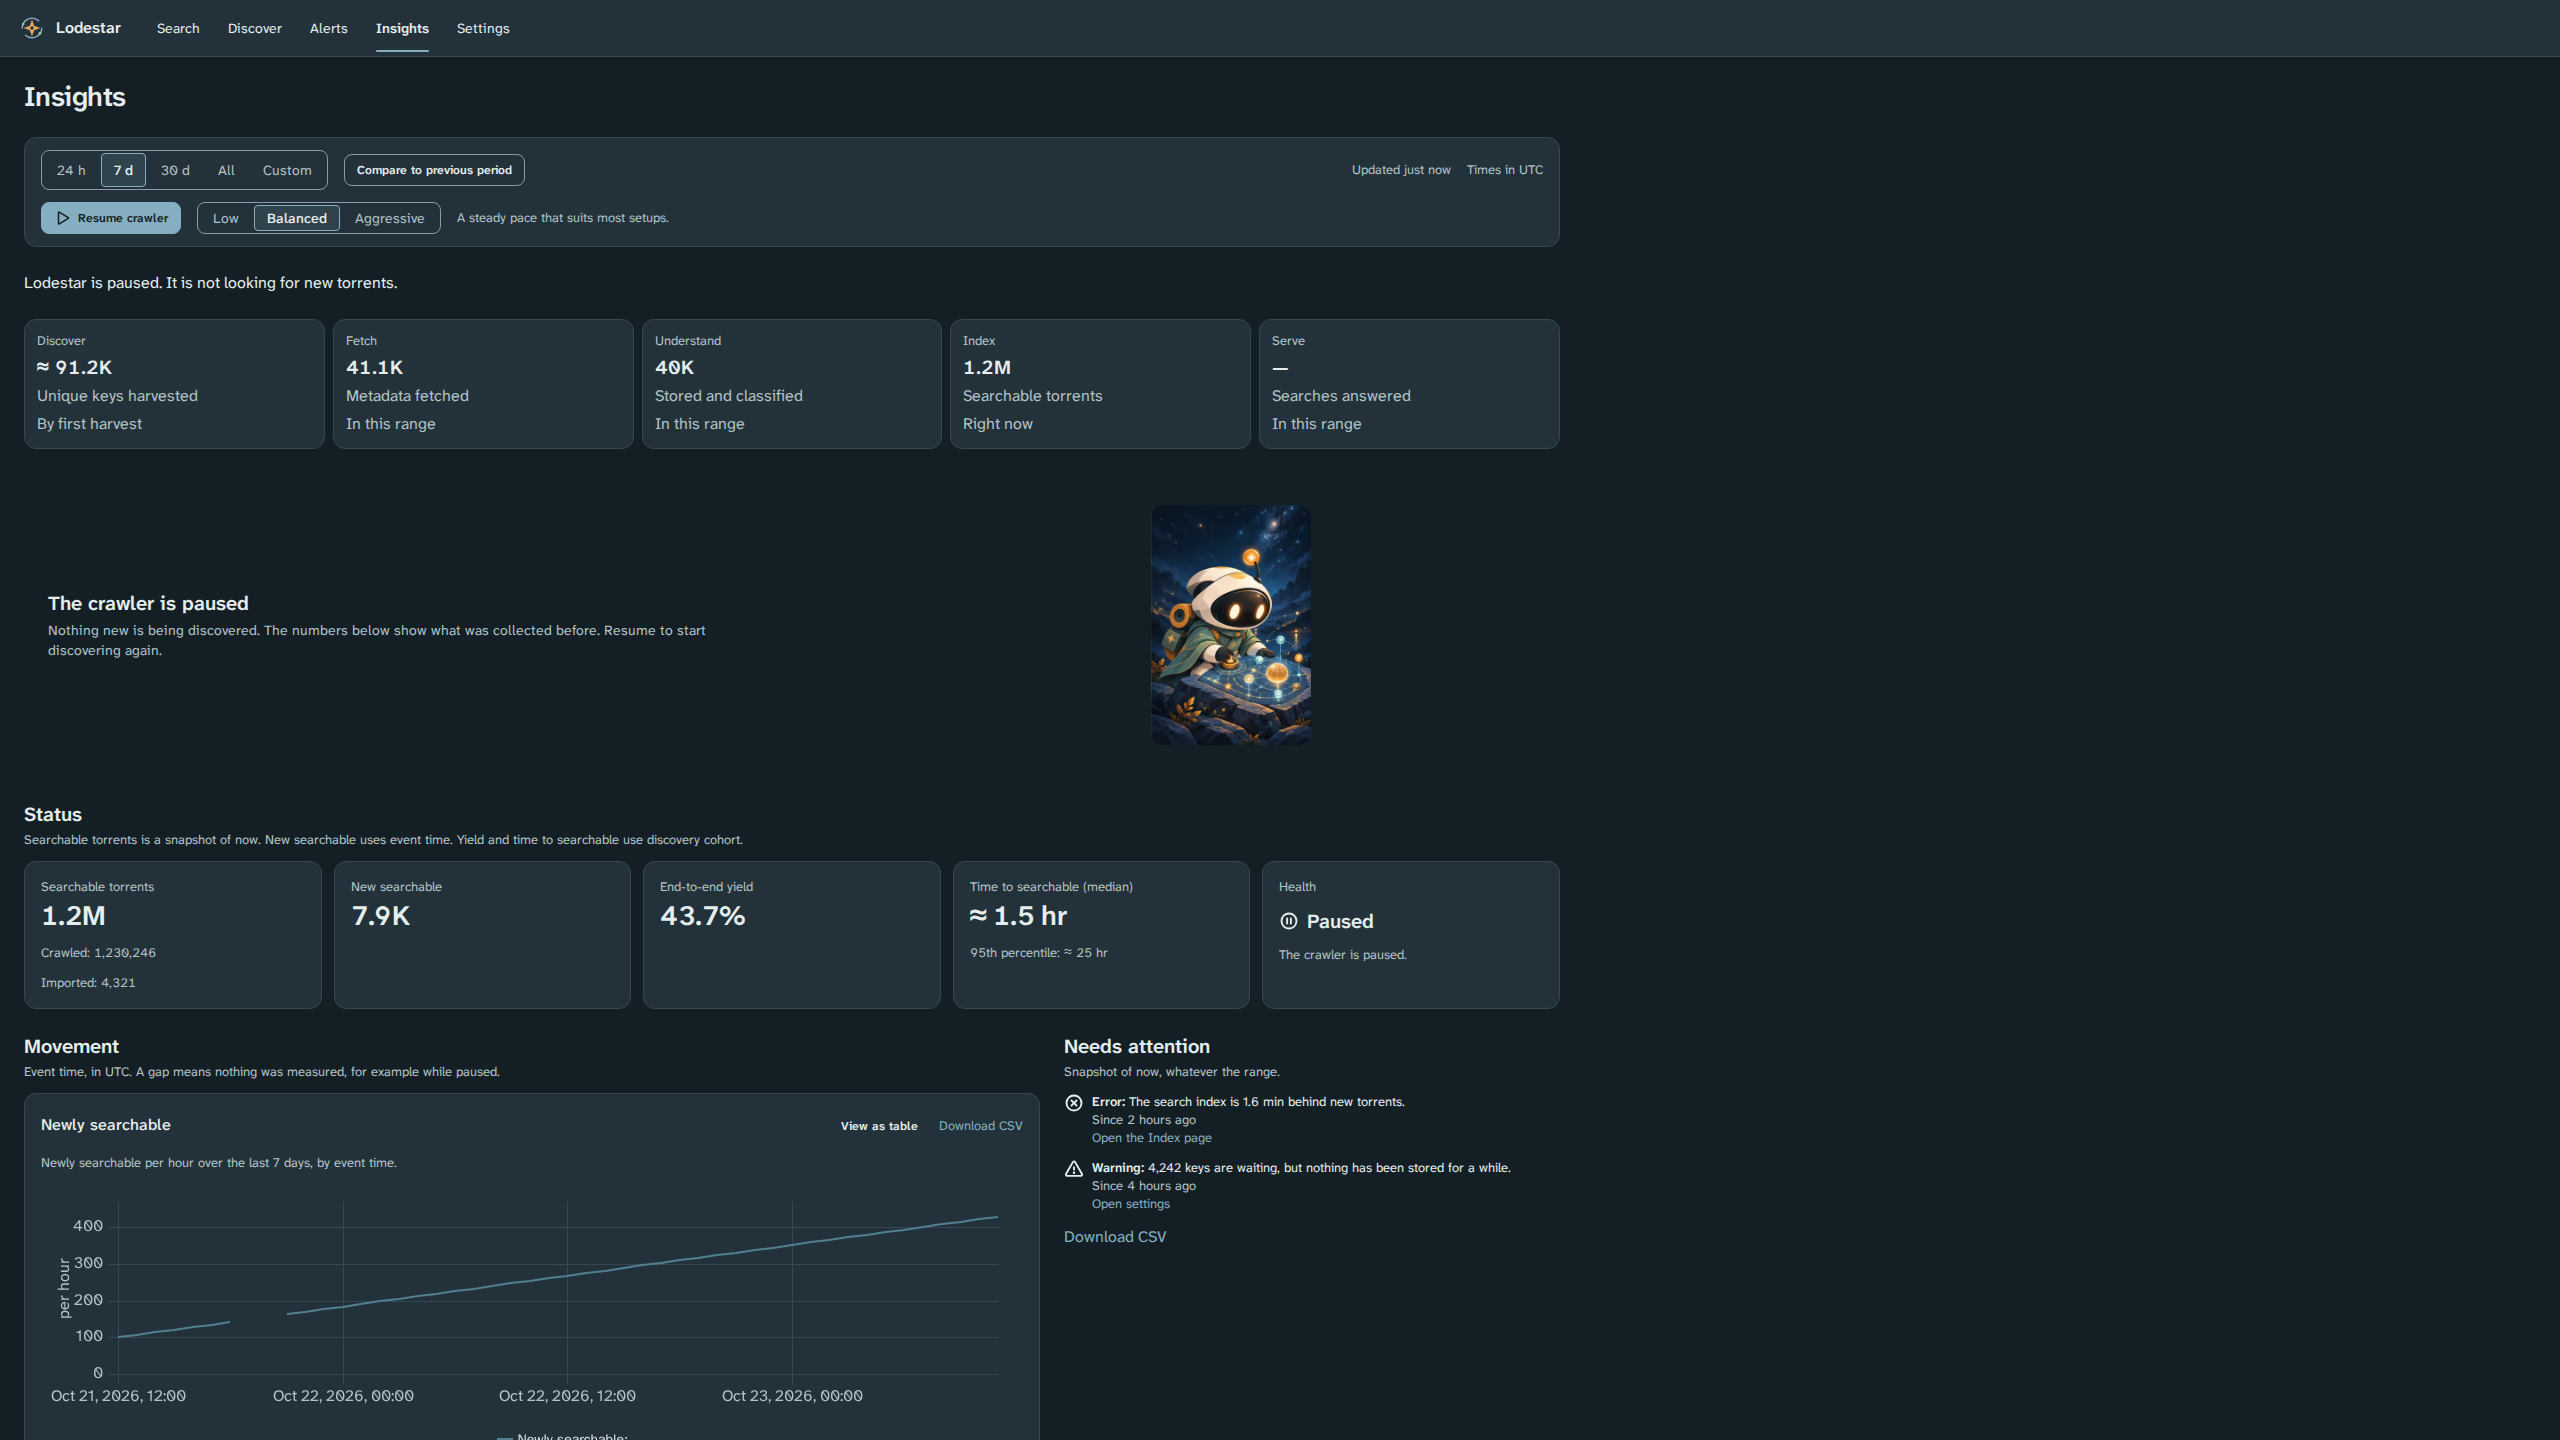 Lodestar
Search
Discover
Alerts
Insights
Settings
Insights
24 h
7 d
30 d
All
Custom
Compare to previous period
Updated just now
Times in UTC
Resume crawler
Low
Balanced
Aggressive
A steady pace that suits most setups.
Lodestar is paused. It is not looking for new torrents.
Discover
≈ 91.2K
Unique keys harvested
By first harvest
Fetch
41.1K
Metadata fetched
In this range
Understand
40K
Stored and classified
In this range
Index
1.2M
Searchable torrents
Right now
Serve
—
Searches answered
In this range
The crawler is paused
Nothing new is being discovered. The numbers below show what was collected before. Resume to start
discovering again.
Status
Searchable torrents is a snapshot of now. New searchable uses event time. Yield and time to searchable use discovery cohort.
Searchable torrents
1.2M
Crawled: 1,230,246
Imported: 4,321
New searchable
7.9K
End-to-end yield
43.7%
Time to searchable (median)
≈ 1.5 hr
95th percentile: ≈ 25 hr
Health
Paused
The crawler is paused.
Movement
Event time, in UTC. A gap means nothing was measured, for example while paused.
Newly searchable
View as table
Download CSV
Newly searchable per hour over the last 7 days, by event time.
per hour
400
300
200
100
0
Oct 21, 2026, 12:00
Oct 22, 2026, 00:00
Oct 22, 2026, 12:00
Oct 23, 2026, 00:00
Newly searchable:
Needs attention
Snapshot of now, whatever the range.
Error: The search index is 1.6 min behind new torrents.
Since 2 hours ago
Open the Index page
Warning: 4,242 keys are waiting, but nothing has been stored for a while.
Since 4 hours ago
Open settings
Download CSV